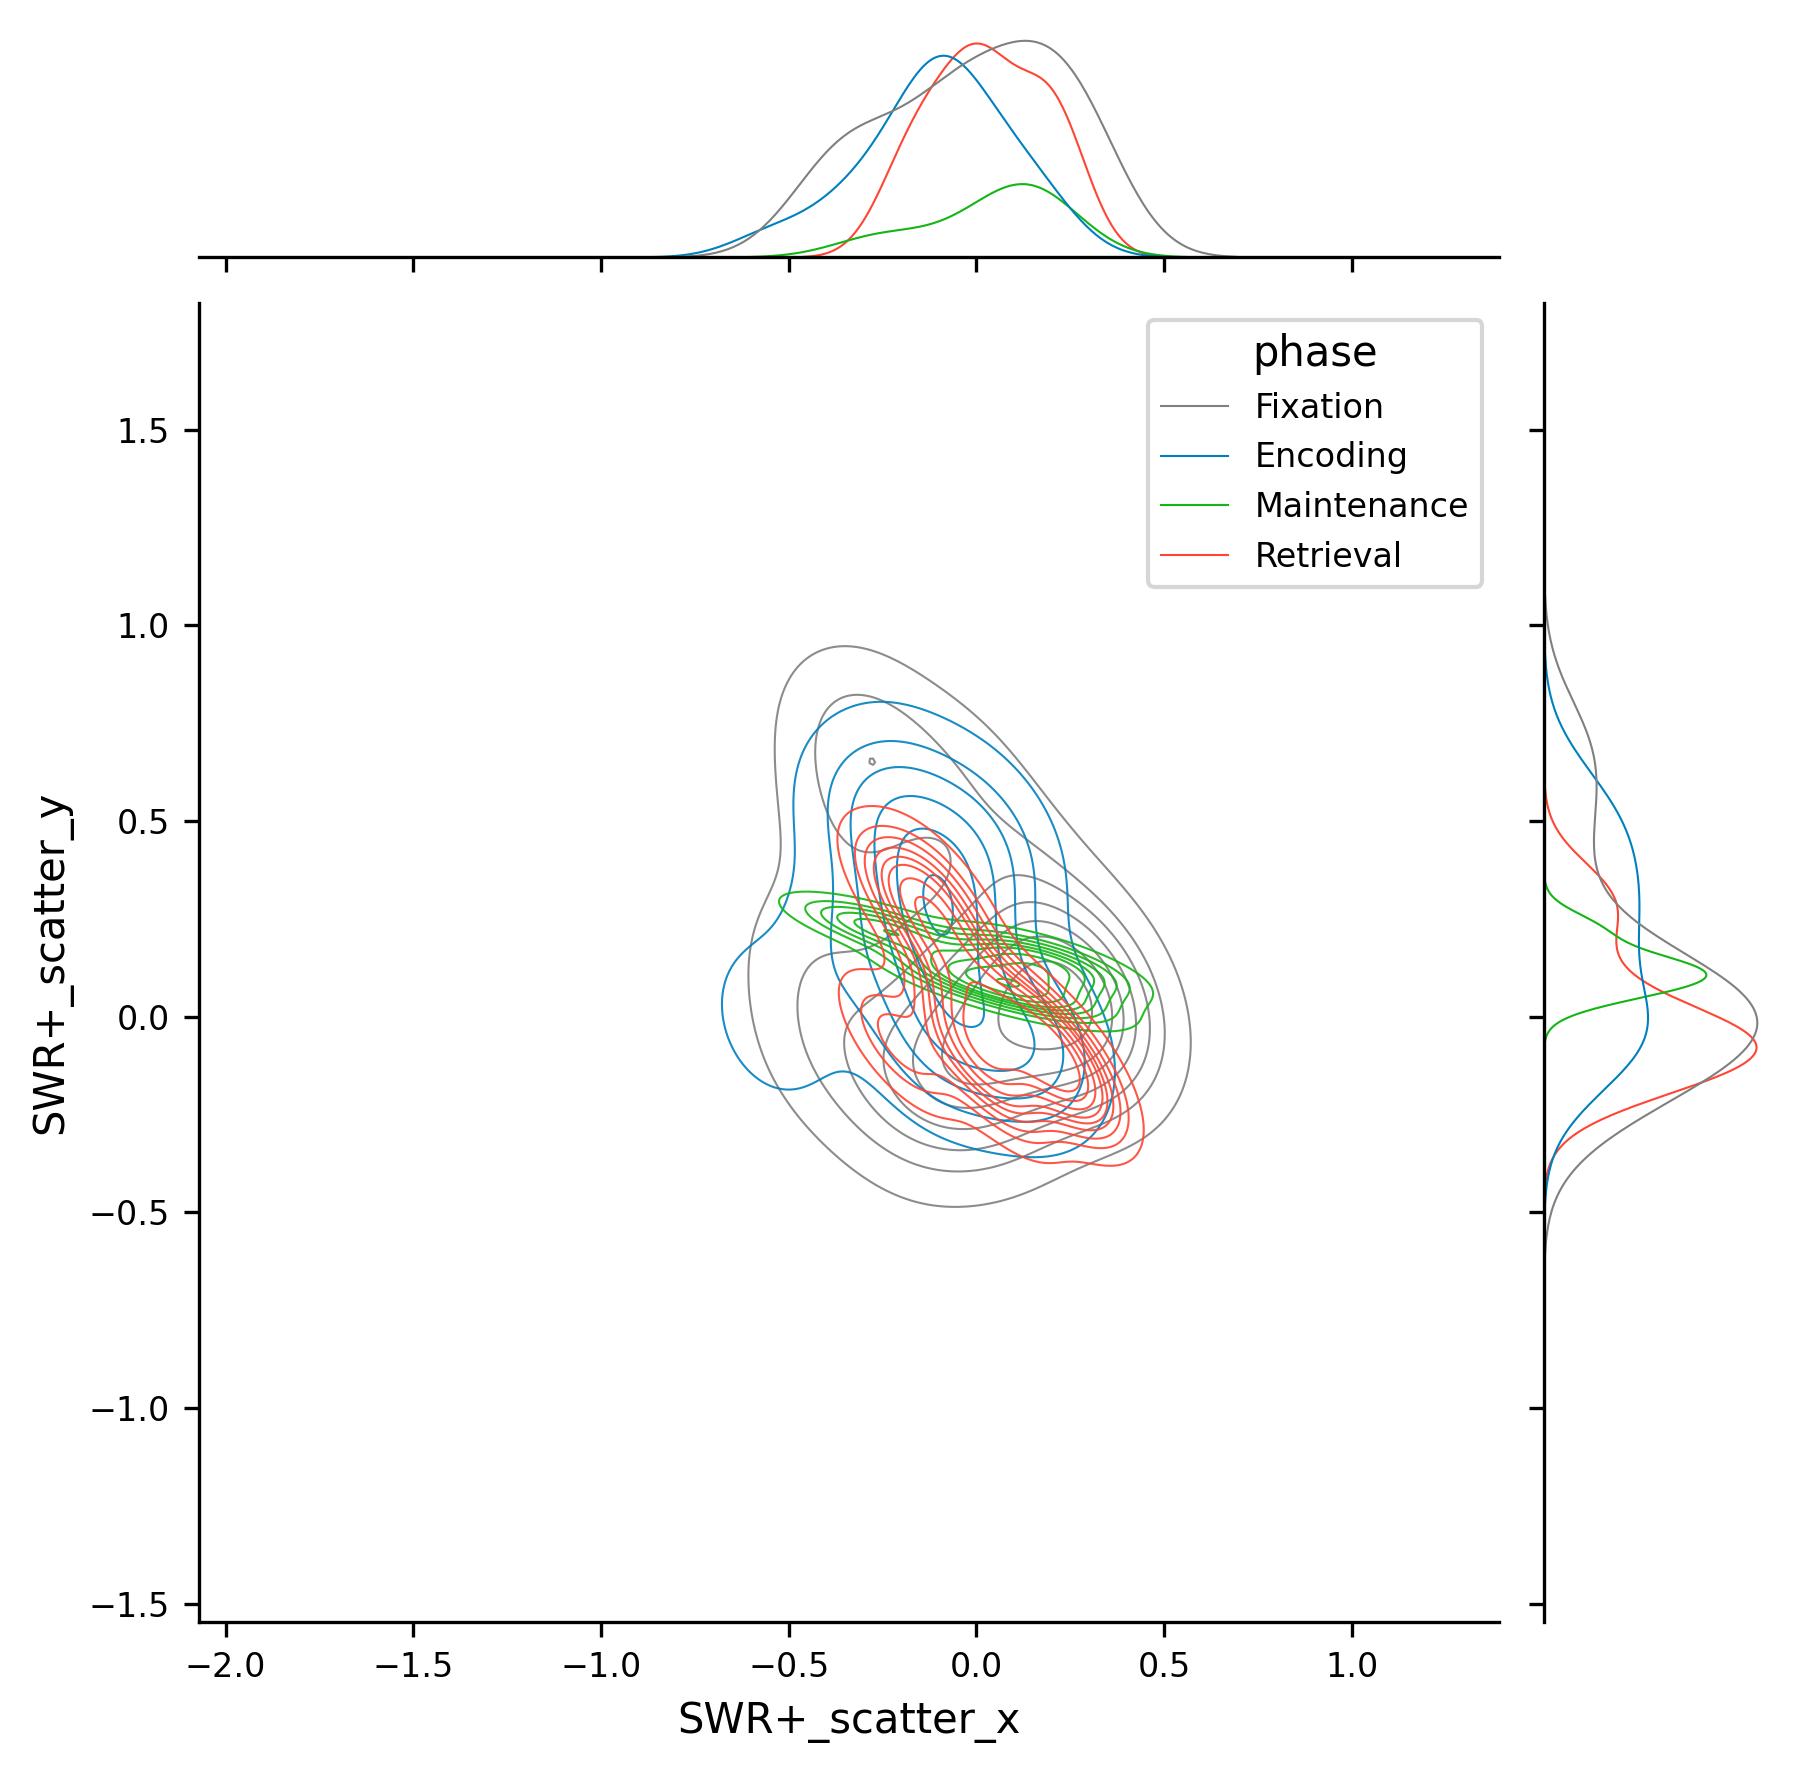 phase
Fixation
Encoding
Maintenance
Retrieval
1.5
1.0
0.5
0.0
−0.5
−1.0
−1.5
SWR+_scatter_y
−2.0 −1.5 −1.0 −0.5 0.0 0.5 1.0
SWR+_scatter_x